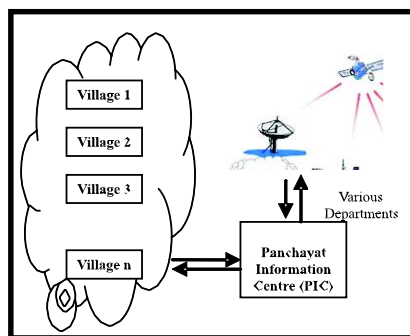 Village 1
Village 2
Village 3
Village n
Various
Departments
Panchayat
Information
Centre (PIC)